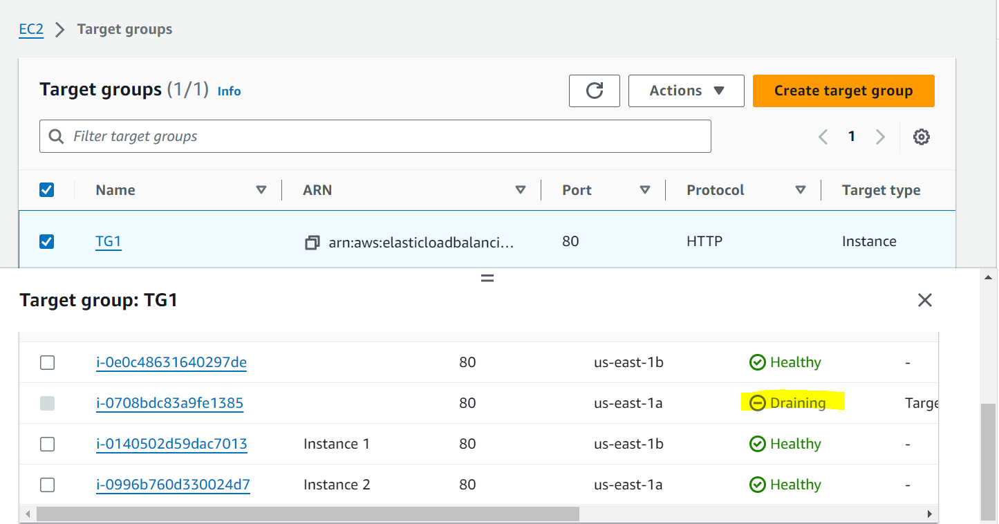 EC2 > Target groups
Target groups (1/1) Info
Actions
Create target group
Filter target groups
1
Name ARN Port Protocol Target type
TG1 arn:aws:elasticloadbalanci... 80 HTTP Instance
Target group: TG1
i-0e0c48631640297de 80 us-east-1b Healthy -
i-0708bdc83a9fe1385 80 us-east-1a Draining Targe
i-0140502d59dac7013 Instance 1 80 us-east-1b Healthy -
i-0996b760d330024d7 Instance 2 80 us-east-1a Healthy -